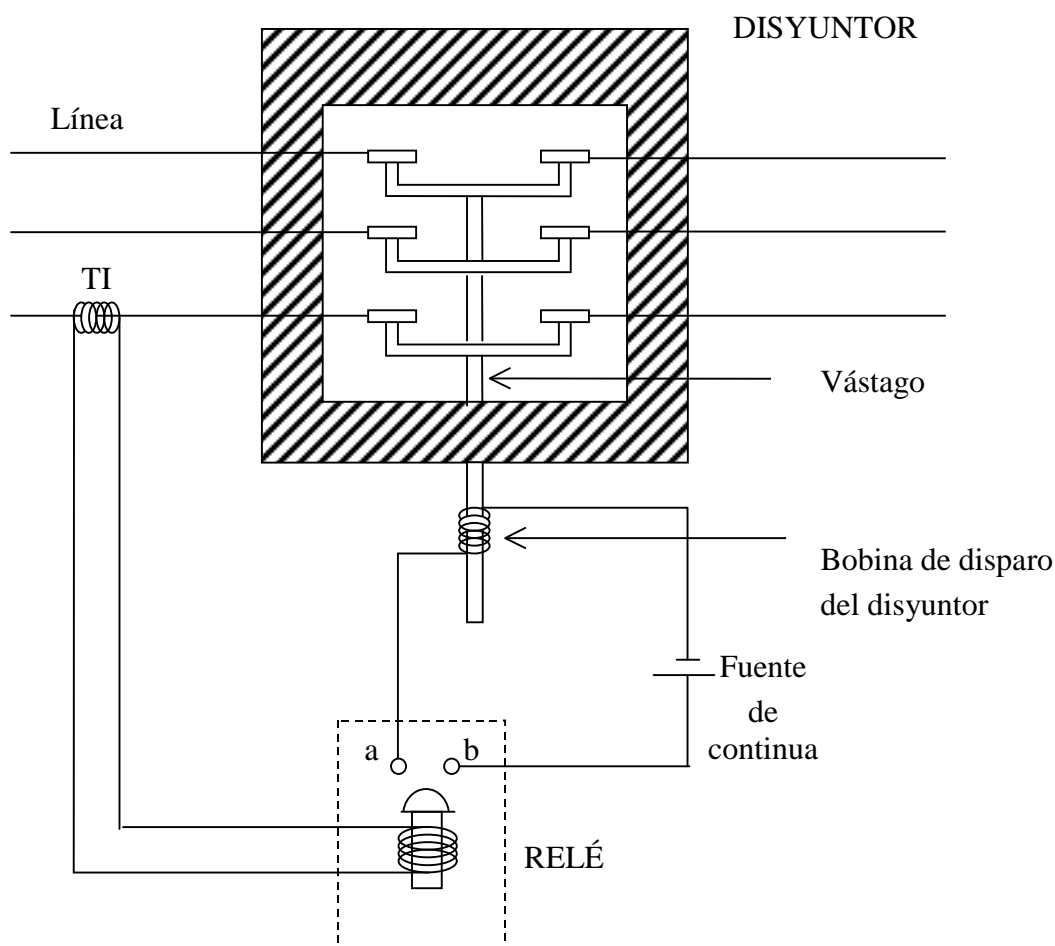 DISYUNTOR
Línea
TI
Vástago
Bobina de disparo
del disyuntor
Fuente
de
continua
a
b
RELÉ